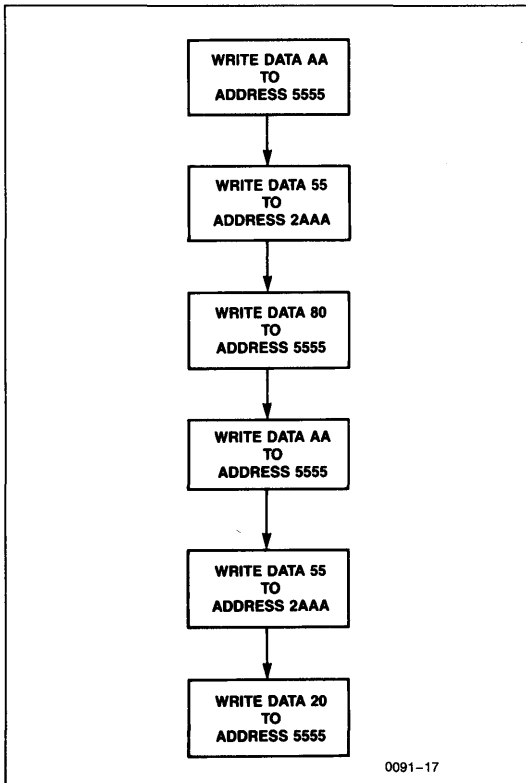 WRITE DATA AA
TO
ADDRESS 5555
WRITE DATA 55
TO
ADDRESS 2AAA
WRITE DATA 80
TO
ADDRESS 5555
WRITE DATA AA
TO
ADDRESS 5555
WRITE DATA 55
TO
ADDRESS 2AAA
WRITE DATA 20
TO
ADDRESS 5555
0091–17